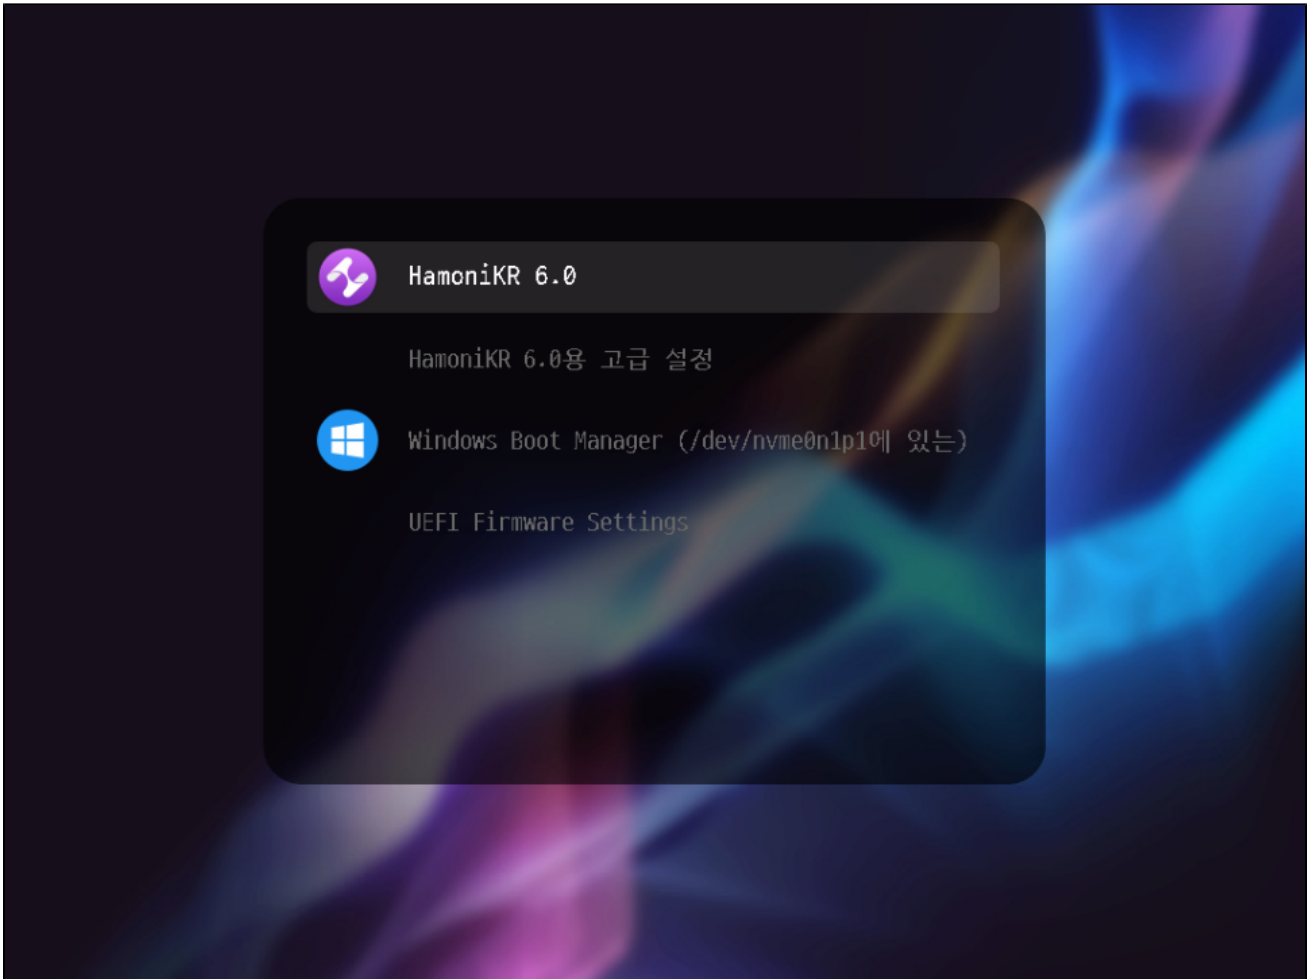 HamoniKR 6.0
HamoniKR 6.0용 고급 설정
Windows Boot Manager (/dev/nvme0n1p1에 있는)
UEFI Firmware Settings